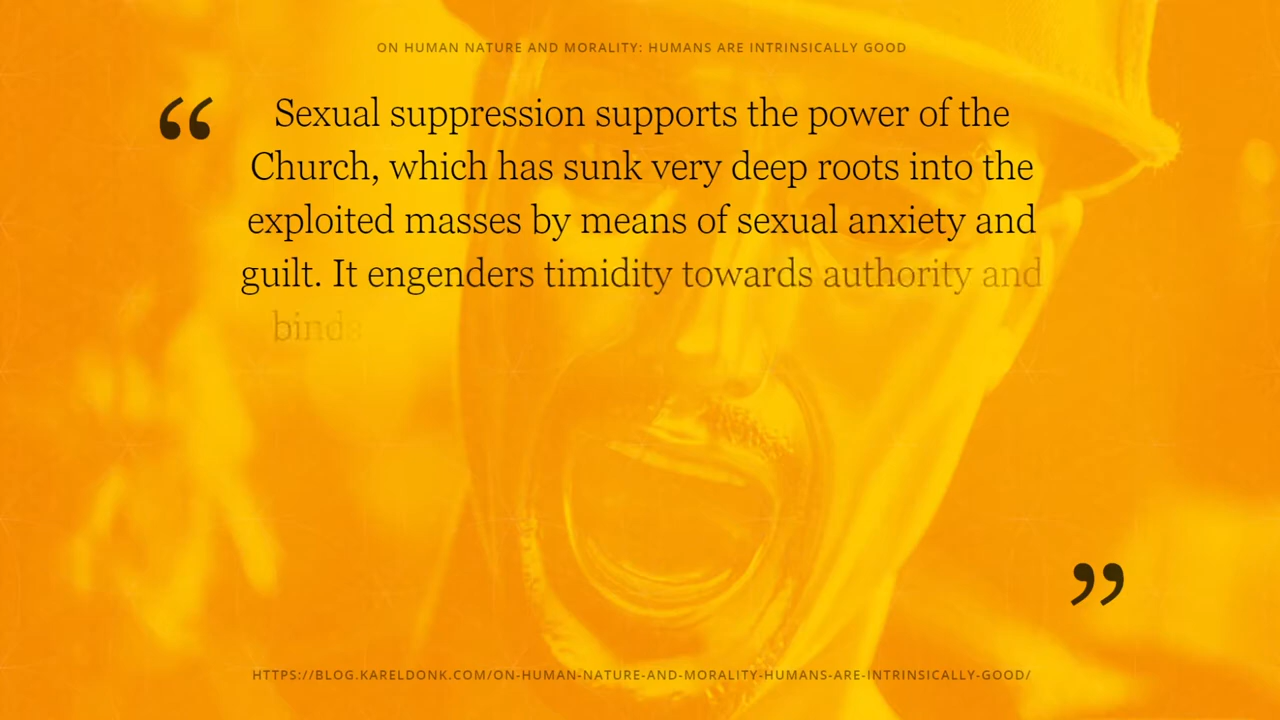 ON HUMAN NATURE AND MORALITY: HUMANS ARE INTRINSICALLY GOOD
“ Sexual suppression supports the power of the
Church, which has sunk very deep roots into the
exploited masses by means of sexual anxiety and
guilt. It engenders timidity towards authority and
binds
”
HTTPS://BLOG.KARELDONK.COM/ON-HUMAN-NATURE-AND-MORALITY-HUMANS-ARE-INTRINSICALLY-GOOD/